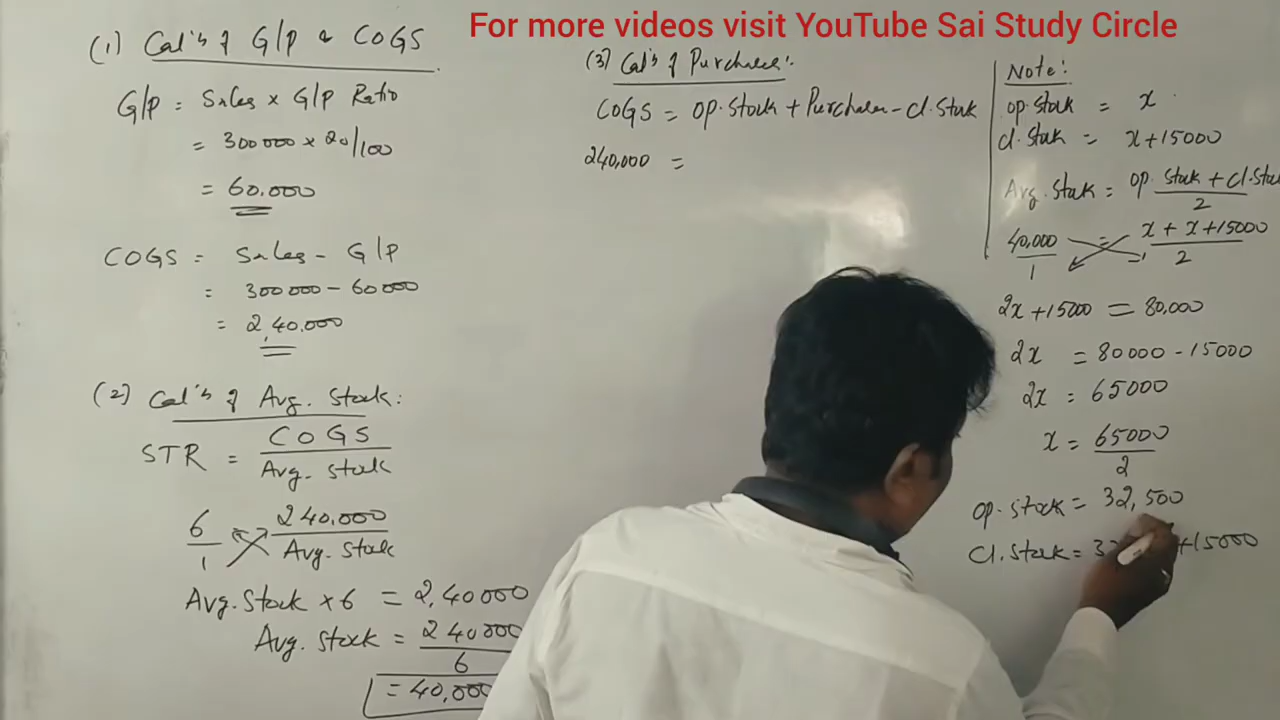 For more videos visit YouTube Sai Study Circle
(1) Cal's of G/p & COGS
G/p = Sales x G/p Ratio
= 300000 x 20/100
= 60,000
COGS = Sales - G/p
= 300000 - 60000
= 2,40,000
(2) Cal's of Avg. Stock:
STR = COGS / Avg. Stock
6 / 1 240,000 / Avg. Stock
Avg. Stock x 6 = 2,40000
Avg. Stock = 240000 / 6
= 40,000
(3) Cal's of Purchase:
COGS = Op. Stock + Purchases - Cl. Stock
240,000 =
Note:
Op. Stock = x
Cl. Stock = x+15000
Avg. Stock = Op. Stock + Cl. / 2
40,000 / 1 = x + x+15000 / 2
2x+15000 = 80,000
2x = 80000 - 15000
2x = 65000
x = 65000 / 2
Op. Stock = 32,500
Cl. Stock = +15000